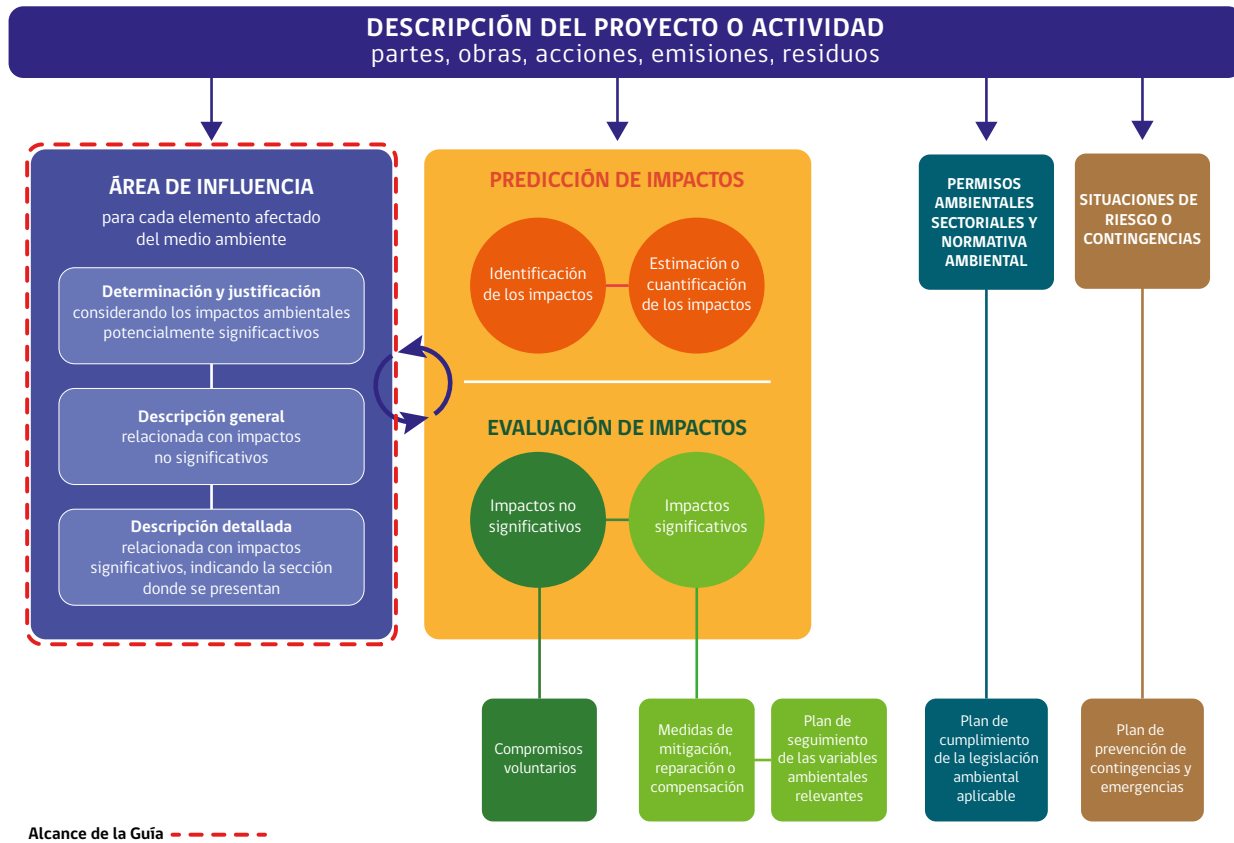 DESCRIPCIÓN DEL PROYECTO O ACTIVIDAD
partes, obras, acciones, emisiones, residuos
ÁREA DE INFLUENCIA
para cada elemento afectado
del medio ambiente
Determinación y justificación
considerando los impactos ambientales
potencialmente significactivos
Descripción general
relacionada con impactos
no significativos
Descripción detallada
relacionada con impactos
significativos, indicando la sección
donde se presentan
PREDICCIÓN DE IMPACTOS
Identificación
de los impactos
Estimación o
cuantificación
de los impactos
EVALUACIÓN DE IMPACTOS
Impactos no
significativos
Impactos
significativos
PERMISOS
AMBIENTALES
SECTORIALES Y
NORMATIVA
AMBIENTAL
SITUACIONES DE
RIESGO O
CONTINGENCIAS
Compromisos
voluntarios
Medidas de
mitigación,
reparación o
compensación
Plan de
seguimiento
de las variables
ambientales
relevantes
Plan de
cumplimiento
de la legislación
ambiental
aplicable
Plan de
prevención de
contingencias y
emergencias
Alcance de la Guía